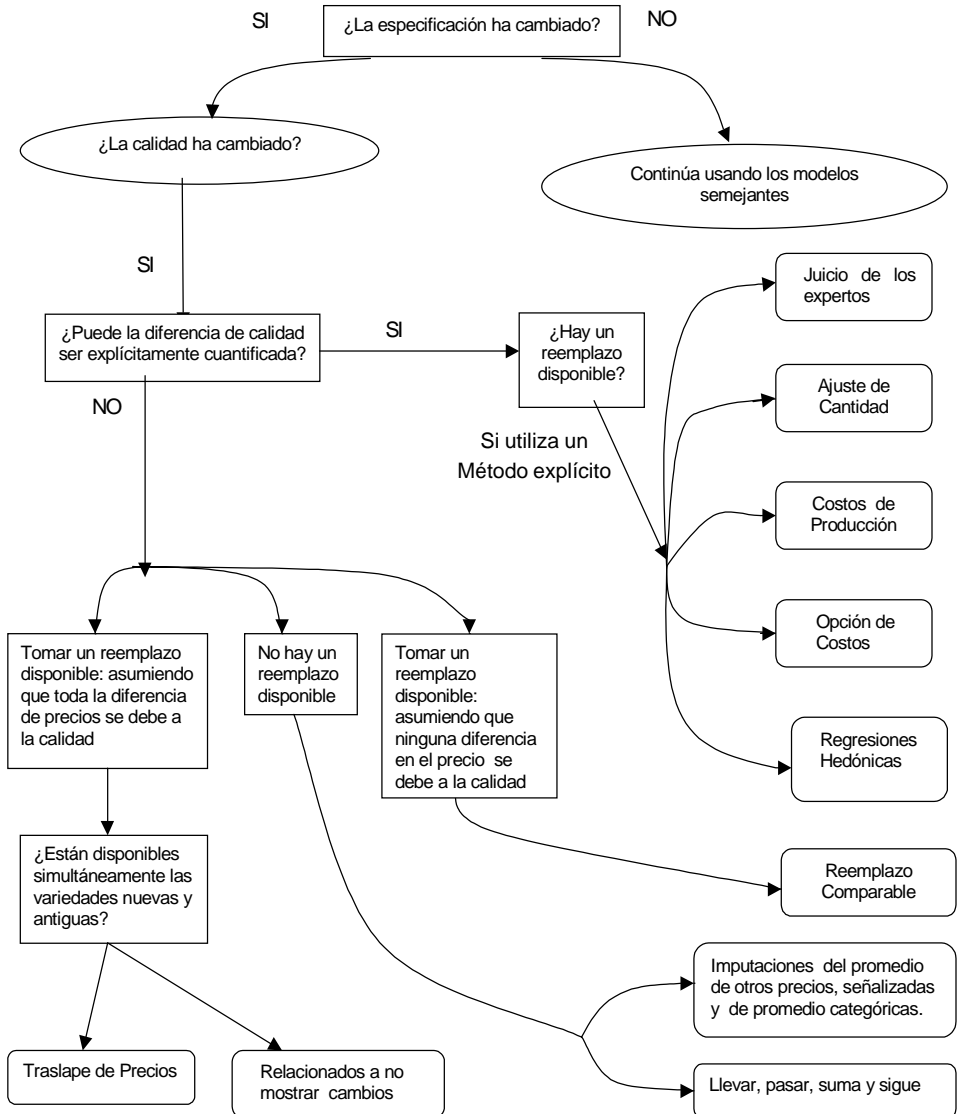 SI
¿La especificación ha cambiado?
NO
¿La calidad ha cambiado?
Continúa usando los modelos
semejantes
SI
¿Puede la diferencia de calidad
ser explícitamente cuantificada?
SI
¿Hay un
reemplazo
disponible?
Juicio de los
expertos
NO
Si utiliza un
Método explícito
Ajuste de
Cantidad
Costos de
Producción
Opción de
Costos
Regresiones
Hedónicas
Tomar un reemplazo
disponible: asumiendo
que toda la diferencia
de precios se debe a
la calidad
No hay un
reemplazo
disponible
Tomar un
reemplazo
disponible:
asumiendo que
ninguna diferencia
en el precio se
debe a la calidad
¿Están disponibles
simultáneamente las
variedades nuevas y
antiguas?
Reemplazo
Comparable
Imputaciones del promedio
de otros precios, señalizadas
y de promedio categóricas.
Traslape de Precios
Relacionados a no
mostrar cambios
Llevar, pasar, suma y sigue